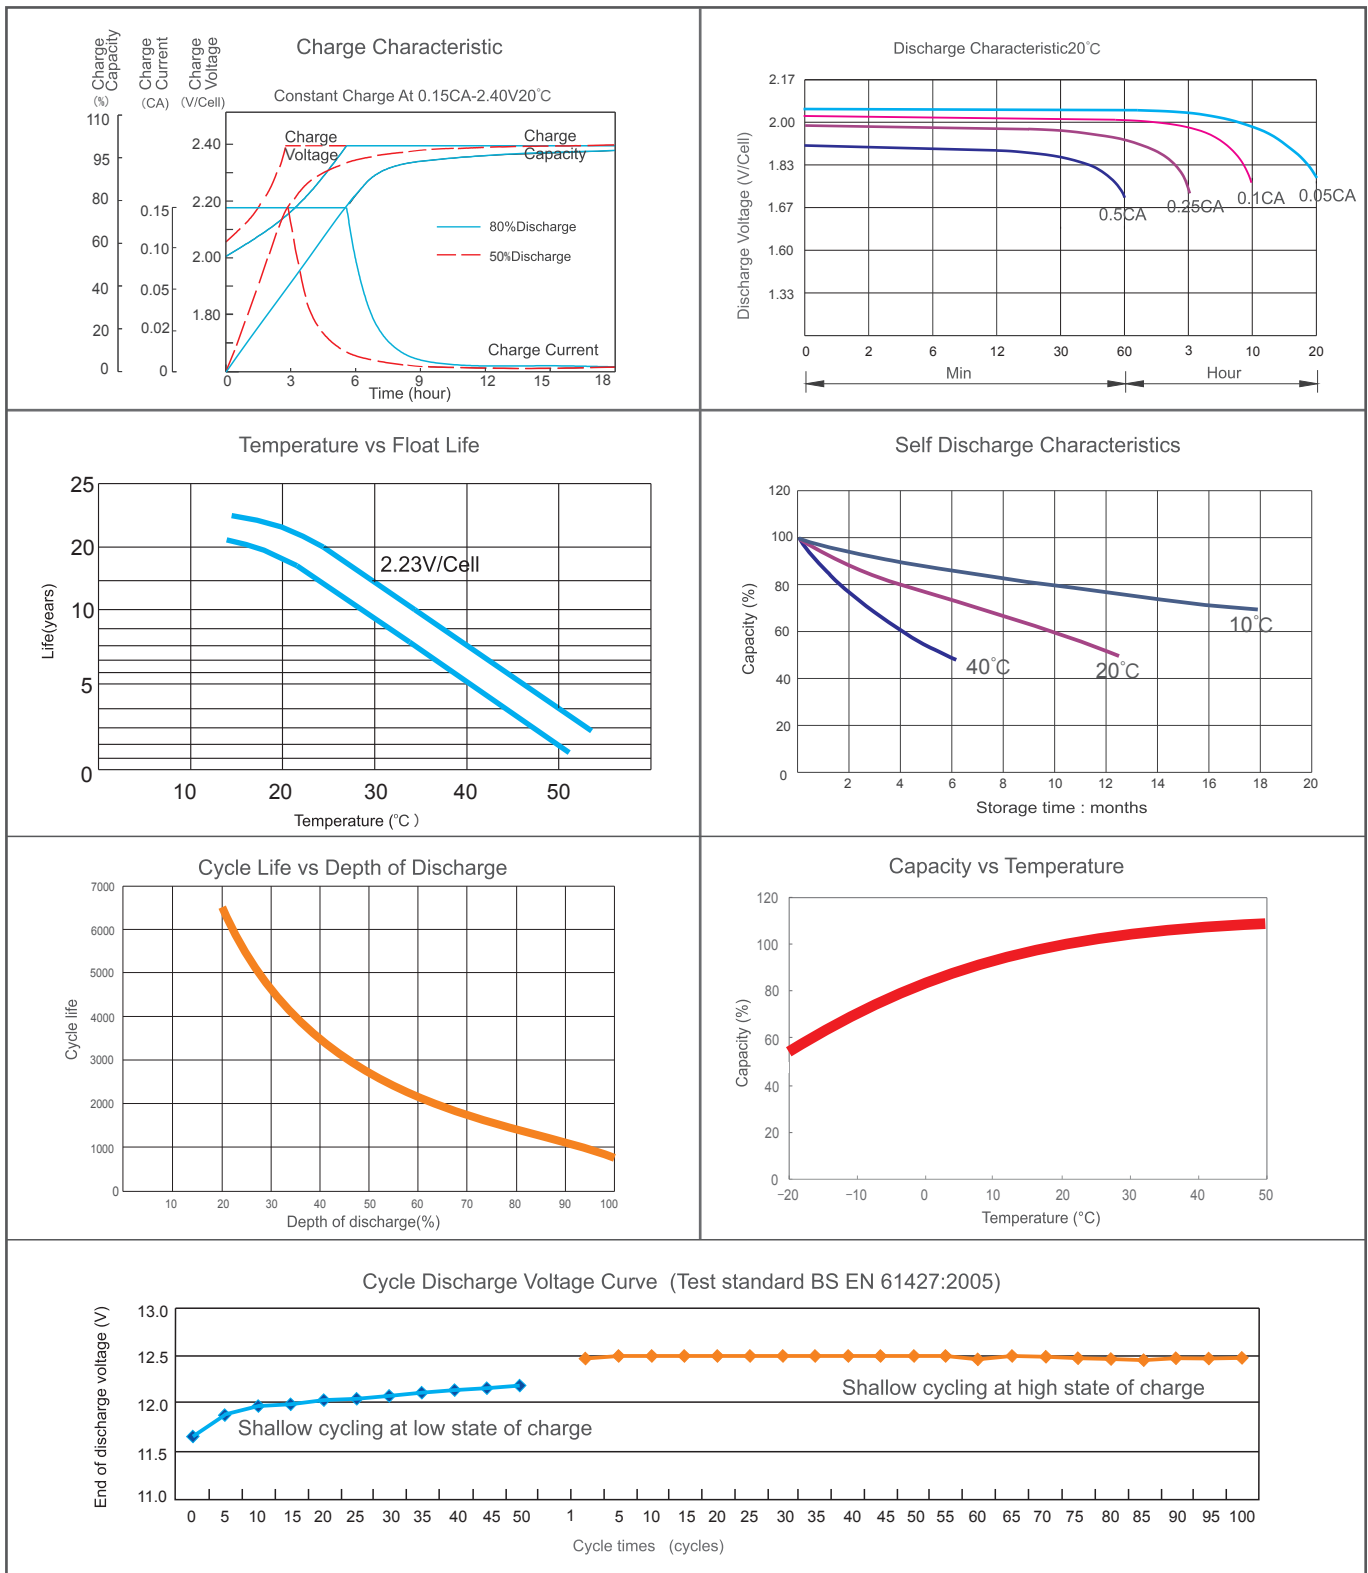 Charge Characteristic
Charge
Capacity
(%)
Charge
Current
(CA)
Charge
Voltage
(V/Cell)
Constant Charge At 0.15CA-2.40V20°C
110
95
80
60
40
20
0
0.15
0.10
0.05
0.02
0
2.40
2.20
2.00
1.80
Charge
Voltage
Charge
Capacity
80%Discharge
50%Discharge
Charge Current
0 3 6 9 12 15 18
Time (hour)
Discharge Characteristic20°C
Discharge Voltage (V/Cell)
2.17
2.00
1.83
1.67
1.60
1.33
0.5CA
0.25CA
0.1CA
0.05CA
0 2 6 12 30 60 3 10 20
Min
Hour
Temperature vs Float Life
Life(years)
25
20
10
5
0
2.23V/Cell
10 20 30 40 50
Temperature (°C )
Self Discharge Characteristics
Capacity (%)
120
100
80
60
40
20
0
10°C
20°C
40°C
2 4 6 8 10 12 14 16 18 20
Storage time : months
Cycle Life vs Depth of Discharge
Cycle life
7000
6000
5000
4000
3000
2000
1000
0
10 20 30 40 50 60 70 80 90 100
Depth of discharge(%)
Capacity vs Temperature
Capacity (%)
120
100
80
60
40
20
0
−20 −10 0 10 20 30 40 50
Temperature (°C)
Cycle Discharge Voltage Curve (Test standard BS EN 61427:2005)
End of discharge voltage (V)
13.0
12.5
12.0
11.5
11.0
Shallow cycling at high state of charge
Shallow cycling at low state of charge
0 5 10 15 20 25 30 35 40 45 50 1 5 10 15 20 25 30 35 40 45 50 55 60 65 70 75 80 85 90 95 100
Cycle times (cycles)